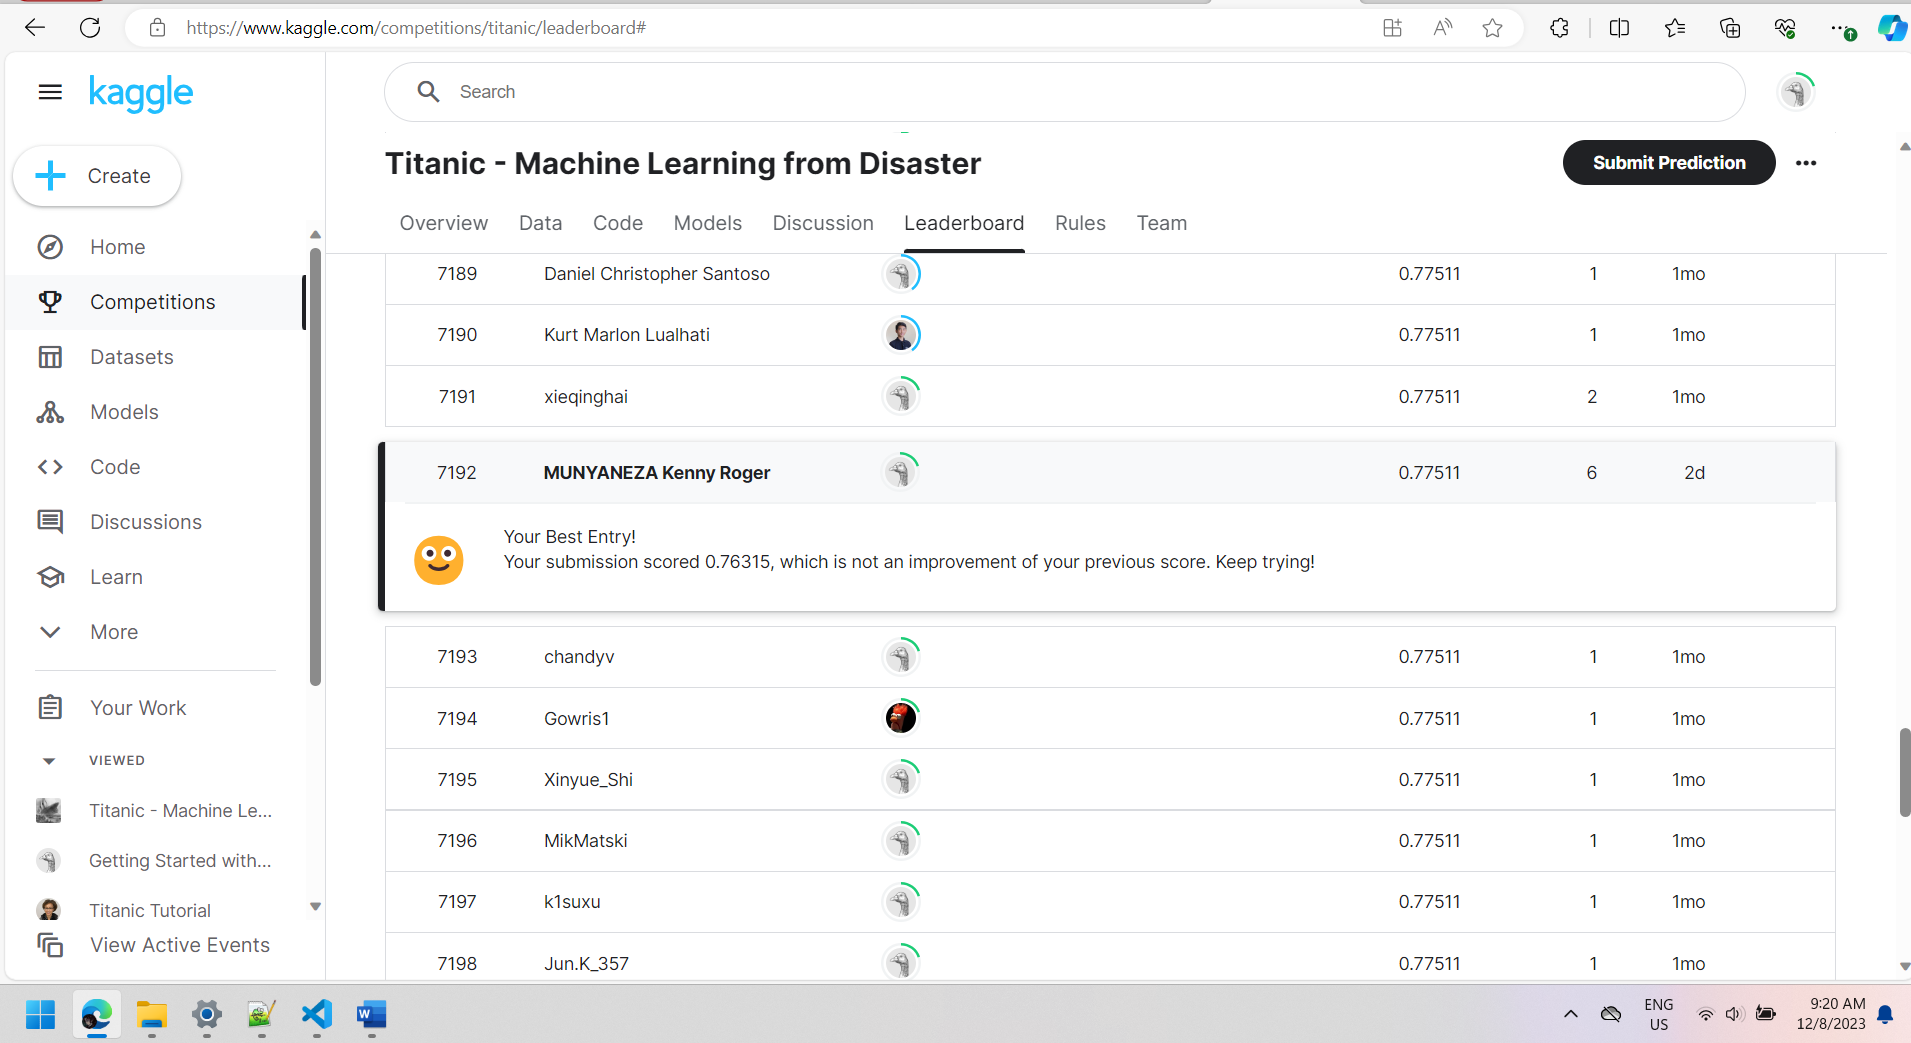 https://www.kaggle.com/competitions/titanic/leaderboard#
kaggle
Search
Create
Home
Competitions
Datasets
Models
Code
Discussions
Learn
More
Your Work
VIEWED
Titanic - Machine Le...
Getting Started with...
Titanic Tutorial
View Active Events
Titanic - Machine Learning from Disaster
Submit Prediction
Overview Data Code Models Discussion Leaderboard Rules Team
7189 Daniel Christopher Santoso 0.77511 1 1mo
7190 Kurt Marlon Lualhati 0.77511 1 1mo
7191 xieqinghai 0.77511 2 1mo
7192 MUNYANEZA Kenny Roger 0.77511 6 2d
Your Best Entry!
Your submission scored 0.76315, which is not an improvement of your previous score. Keep trying!
7193 chandyv 0.77511 1 1mo
7194 Gowris1 0.77511 1 1mo
7195 Xinyue_Shi 0.77511 1 1mo
7196 MikMatski 0.77511 1 1mo
7197 k1suxu 0.77511 1 1mo
7198 Jun.K_357 0.77511 1 1mo
ENG
US
9:20 AM
12/8/2023